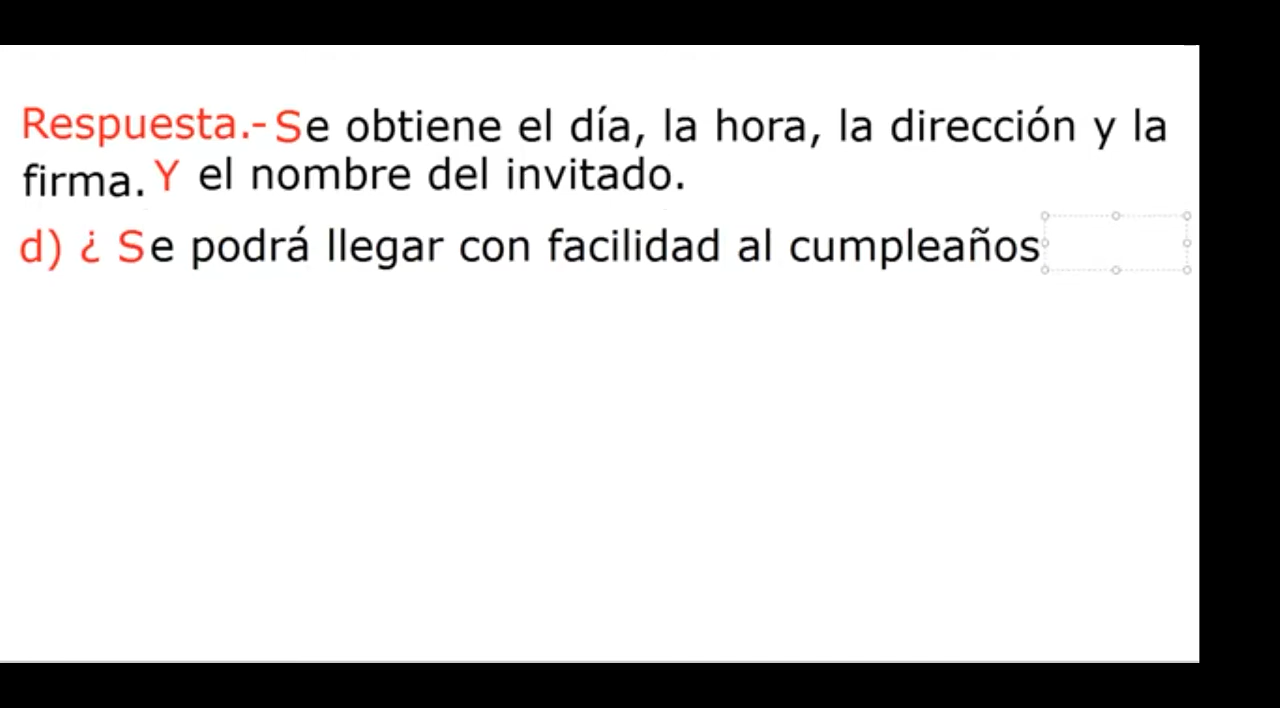 Respuesta.- Se obtiene el día, la hora, la dirección y la
firma. Y el nombre del invitado.
d) ¿ Se podrá llegar con facilidad al cumpleaños